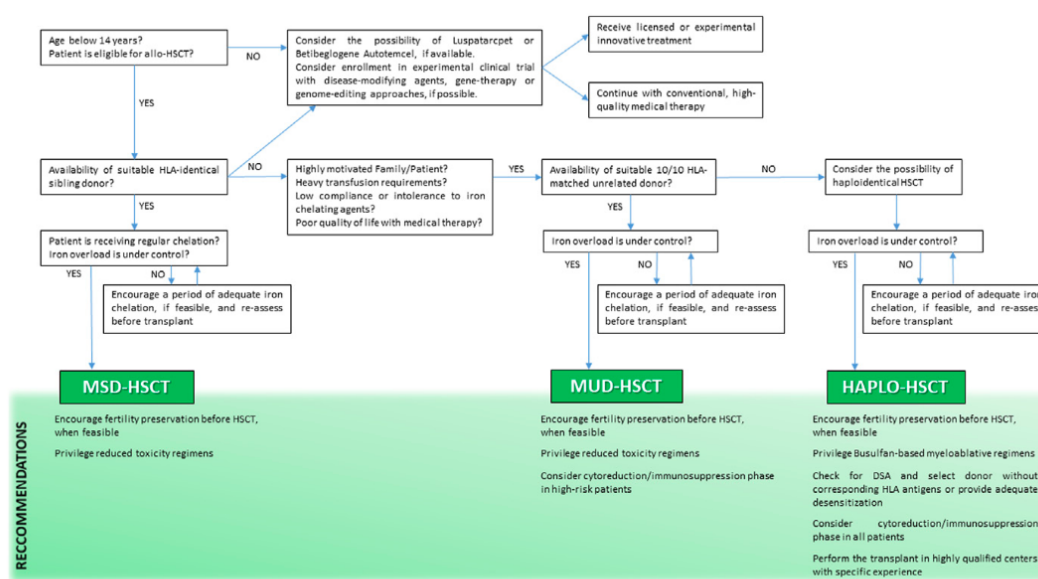 Age below 14 years?
Patient is eligible for allo-HSCT?
NO
Consider the possibility of Luspatarcpet or
Betibeglogene Autotemcel, if available.
Consider enrollment in experimental clinical trial
with disease-modifying agents, gene-therapy or
genome-editing approaches, if possible.
Receive licensed or experimental
innovative treatment
Continue with conventional, high-
quality medical therapy
YES
Availability of suitable HLA-identical
sibling donor?
NO
Highly motivated Family/Patient?
Heavy transfusion requirements?
Low compliance or intolerance to iron
chelating agents?
Poor quality of life with medical therapy?
YES
Availability of suitable 10/10 HLA-
matched unrelated donor?
NO
Consider the possibility of
haploidentical HSCT
YES
YES
Patient is receiving regular chelation?
Iron overload is under control?
Iron overload is under control?
Iron overload is under control?
YES
NO
YES
NO
YES
NO
Encourage a period of adequate iron
chelation, if feasible, and re-assess
before transplant
Encourage a period of adequate iron
chelation, if feasible, and re-assess
before transplant
Encourage a period of adequate iron
chelation, if feasible, and re-assess
before transplant
MSD-HSCT
MUD-HSCT
HAPLO-HSCT
RECCOMMENDATIONS
Encourage fertility preservation before HSCT,
when feasible
Privilege reduced toxicity regimens
Encourage fertility preservation before HSCT,
when feasible
Privilege reduced toxicity regimens
Consider cytoreduction/immunosuppression phase
in high-risk patients
Encourage fertility preservation before HSCT,
when feasible
Privilege Busulfan-based myeloablative regimens
Check for DSA and select donor without
corresponding HLA antigens or provide adequate
desensitization
Consider cytoreduction/immunosuppression
phase in all patients
Perform the transplant in highly qualified centers
with specific experience